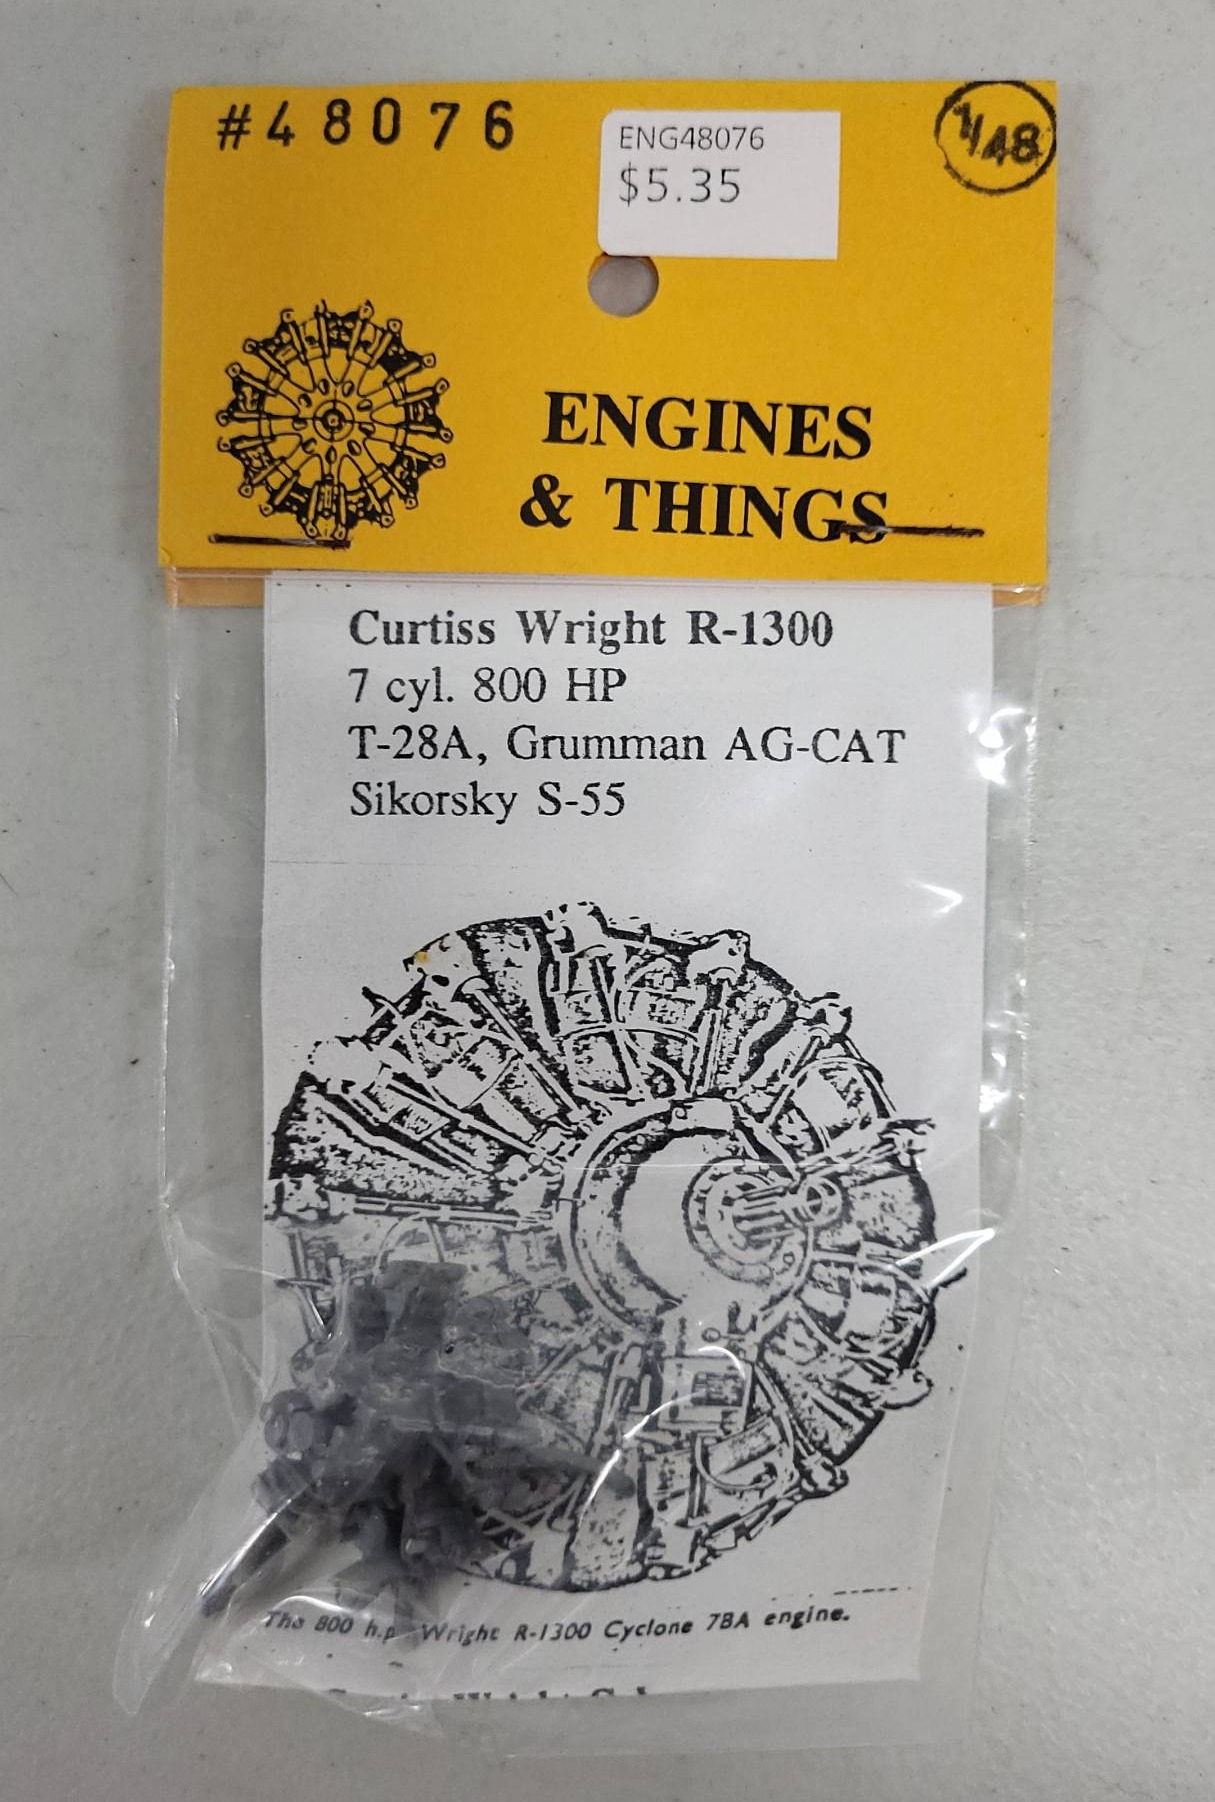 #48076
ENG48076
$5.35
1/48
ENGINES
& THINGS
Curtiss Wright R-1300
7 cyl. 800 HP
T-28A, Grumman AG-CAT
Sikorsky S-55
The 800 h.p. Wright R-1300 Cyclone 7BA engine.